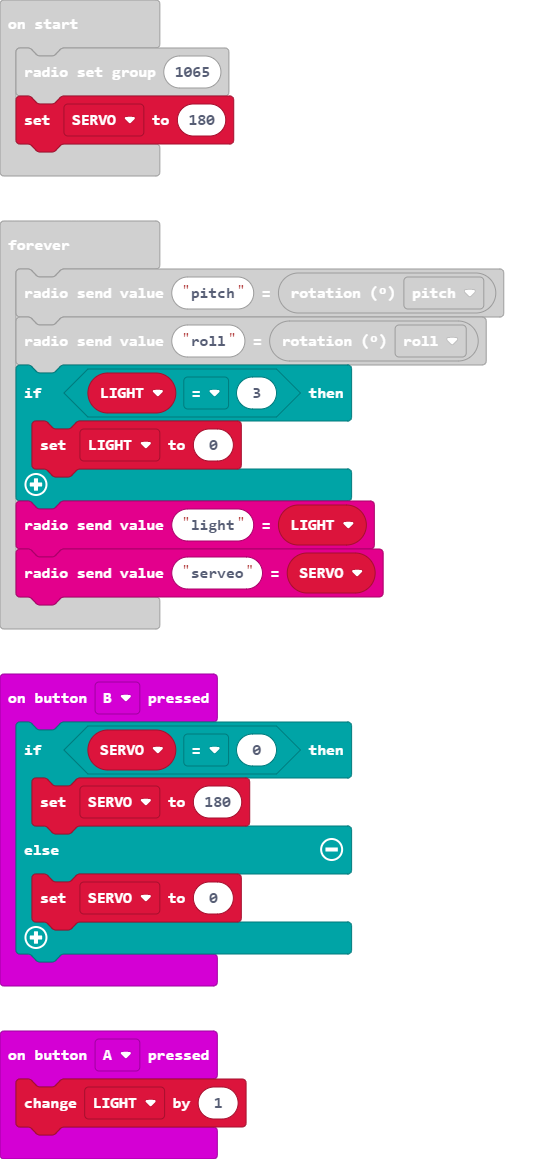 on start
radio set group 1065
set SERVO to 180
forever
radio send value "pitch" = rotation (º) pitch
radio send value "roll" = rotation (º) roll
if LIGHT = 3 then
set LIGHT to 0
radio send value "light" = LIGHT
radio send value "serveo" = SERVO
on button B pressed
if SERVO = 0 then
set SERVO to 180
else
set SERVO to 0
on button A pressed
change LIGHT by 1